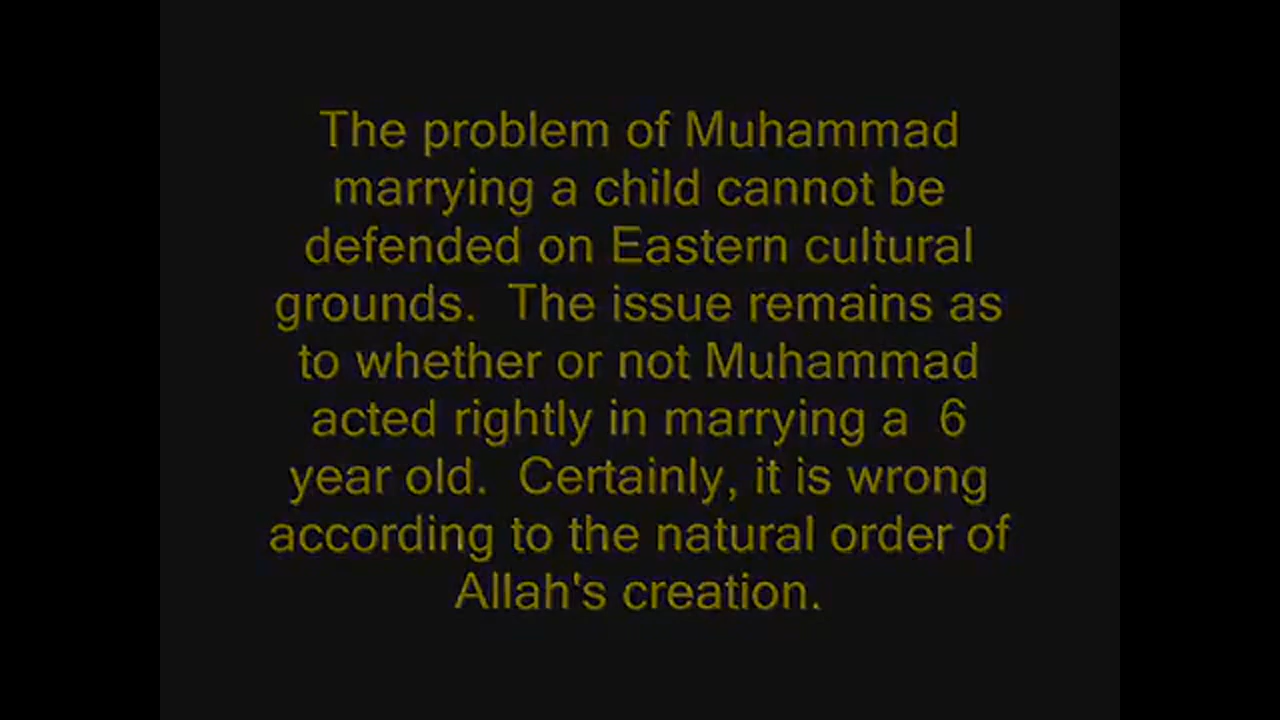 The problem of Muhammad
marrying a child cannot be
defended on Eastern cultural
grounds.  The issue remains as
to whether or not Muhammad
acted rightly in marrying a  6
year old.  Certainly, it is wrong
according to the natural order of
Allah's creation.